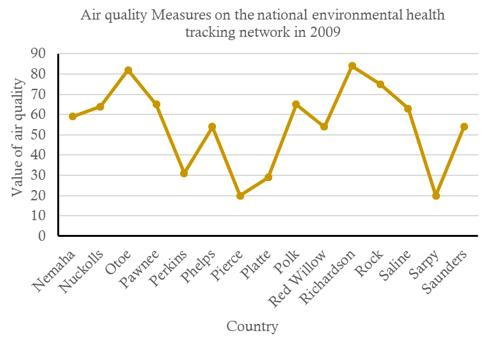 Air quality Measures on the national environmental health
tracking network in 2009
Value of air quality
90
80
70
60
50
40
30
20
10
0
Nemaha
Nuckolls
Otoe
Pawnee
Perkins
Phelps
Pierce
Platte
Polk
Red Willow
Richardson
Rock
Saline
Sarpy
Saunders
Country